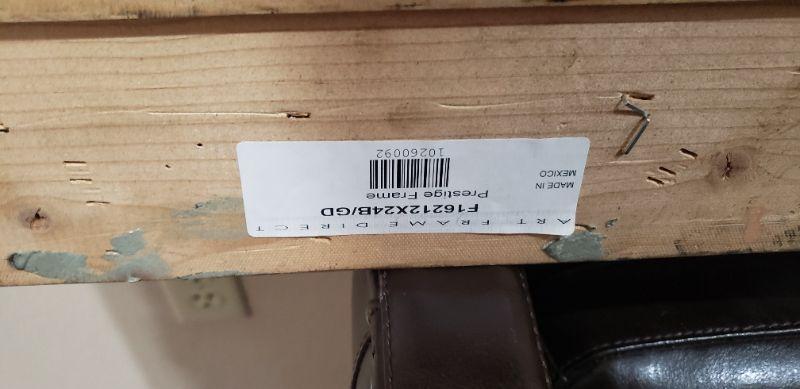 ART FRAME DIRECT
F16212X24B/GD
Prestige Frame
10260092
MADE IN
MEXICO